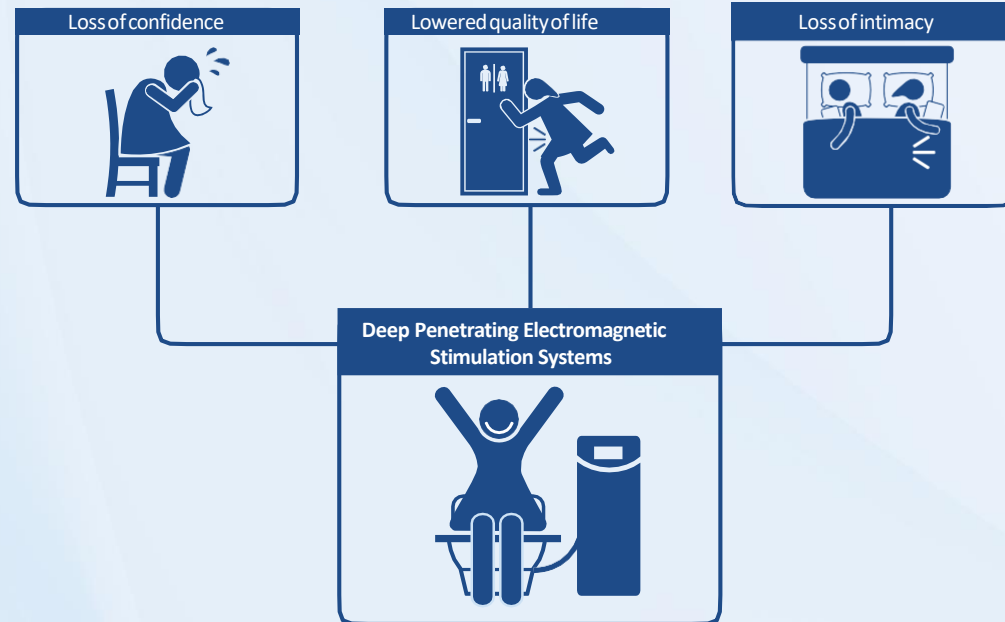 Loss of confidence
Lowered quality of life
Loss of intimacy
Deep Penetrating Electromagnetic
Stimulation Systems